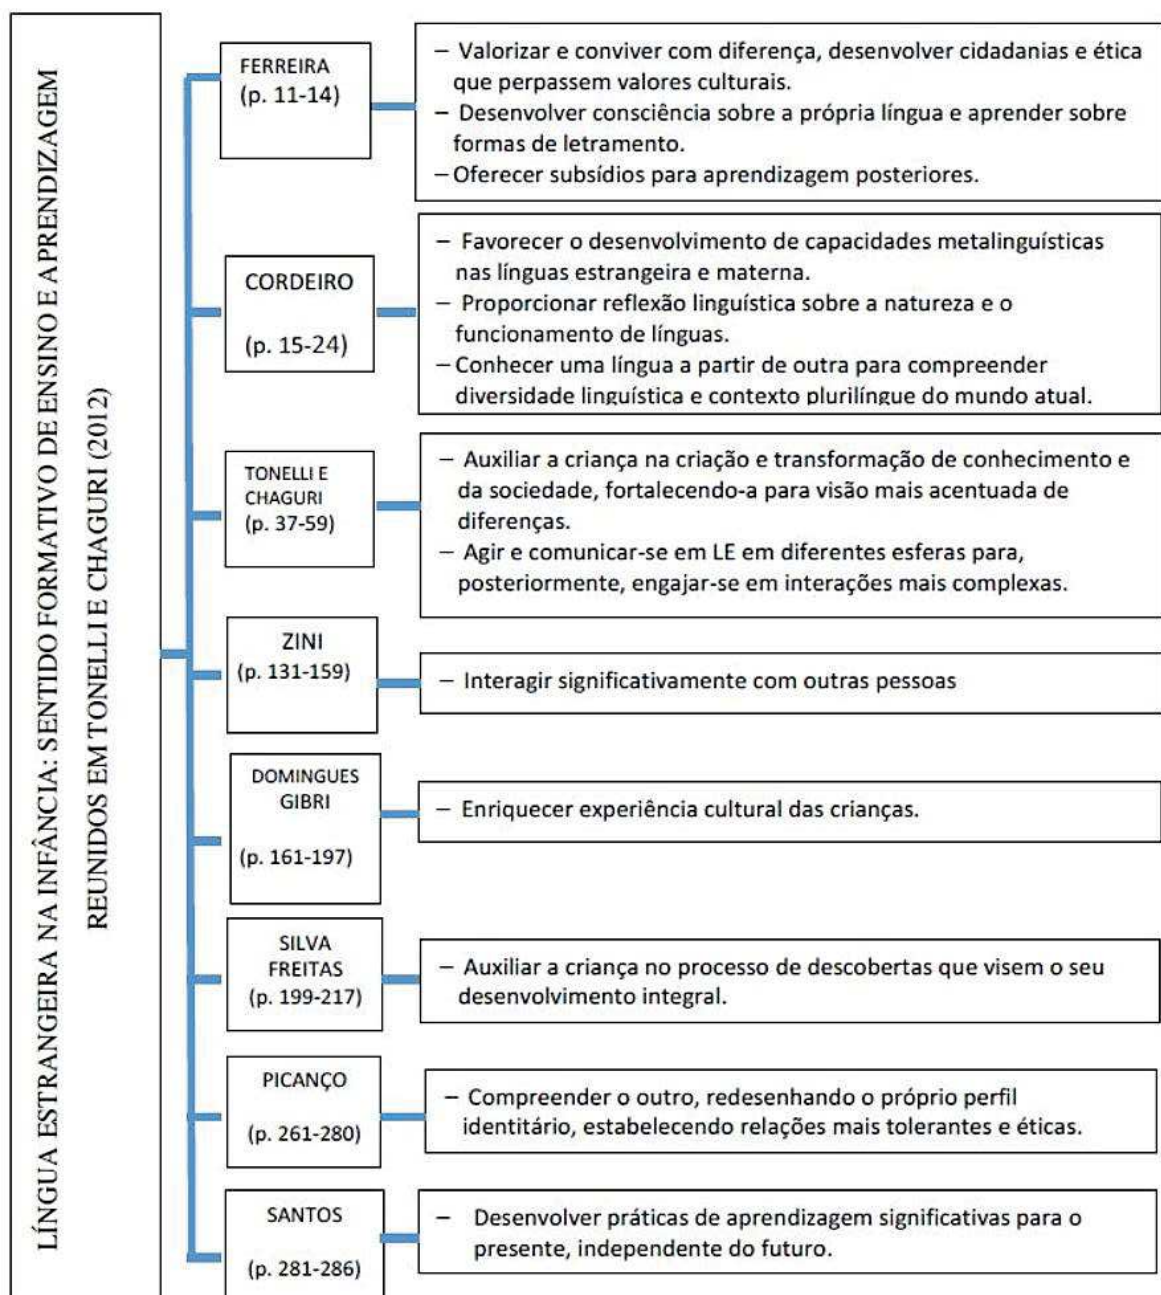 LÍNGUA ESTRANGEIRA NA INFÂNCIA: SENTIDO FORMATIVO DE ENSINO E APRENDIZAGEM
REUNIDOS EM TONELLI E CHAGURI (2012)
FERREIRA
(p. 11-14)
– Valorizar e conviver com diferença, desenvolver cidadanias e ética
que perpassem valores culturais.
– Desenvolver consciência sobre a própria língua e aprender sobre
formas de letramento.
– Oferecer subsídios para aprendizagem posteriores.
CORDEIRO
(p. 15-24)
– Favorecer o desenvolvimento de capacidades metalinguísticas
nas línguas estrangeira e materna.
– Proporcionar reflexão linguística sobre a natureza e o
funcionamento de línguas.
– Conhecer uma língua a partir de outra para compreender
diversidade linguística e contexto plurilíngue do mundo atual.
TONELLI E
CHAGURI
(p. 37-59)
– Auxiliar a criança na criação e transformação de conhecimento e
da sociedade, fortalecendo-a para visão mais acentuada de
diferenças.
– Agir e comunicar-se em LE em diferentes esferas para,
posteriormente, engajar-se em interações mais complexas.
ZINI
(p. 131-159)
– Interagir significativamente com outras pessoas
DOMINGUES
GIBRI
(p. 161-197)
– Enriquecer experiência cultural das crianças.
SILVA
FREITAS
(p. 199-217)
– Auxiliar a criança no processo de descobertas que visem o seu
desenvolvimento integral.
PICANÇO
(p. 261-280)
– Compreender o outro, redesenhando o próprio perfil
identitário, estabelecendo relações mais tolerantes e éticas.
SANTOS
(p. 281-286)
– Desenvolver práticas de aprendizagem significativas para o
presente, independente do futuro.